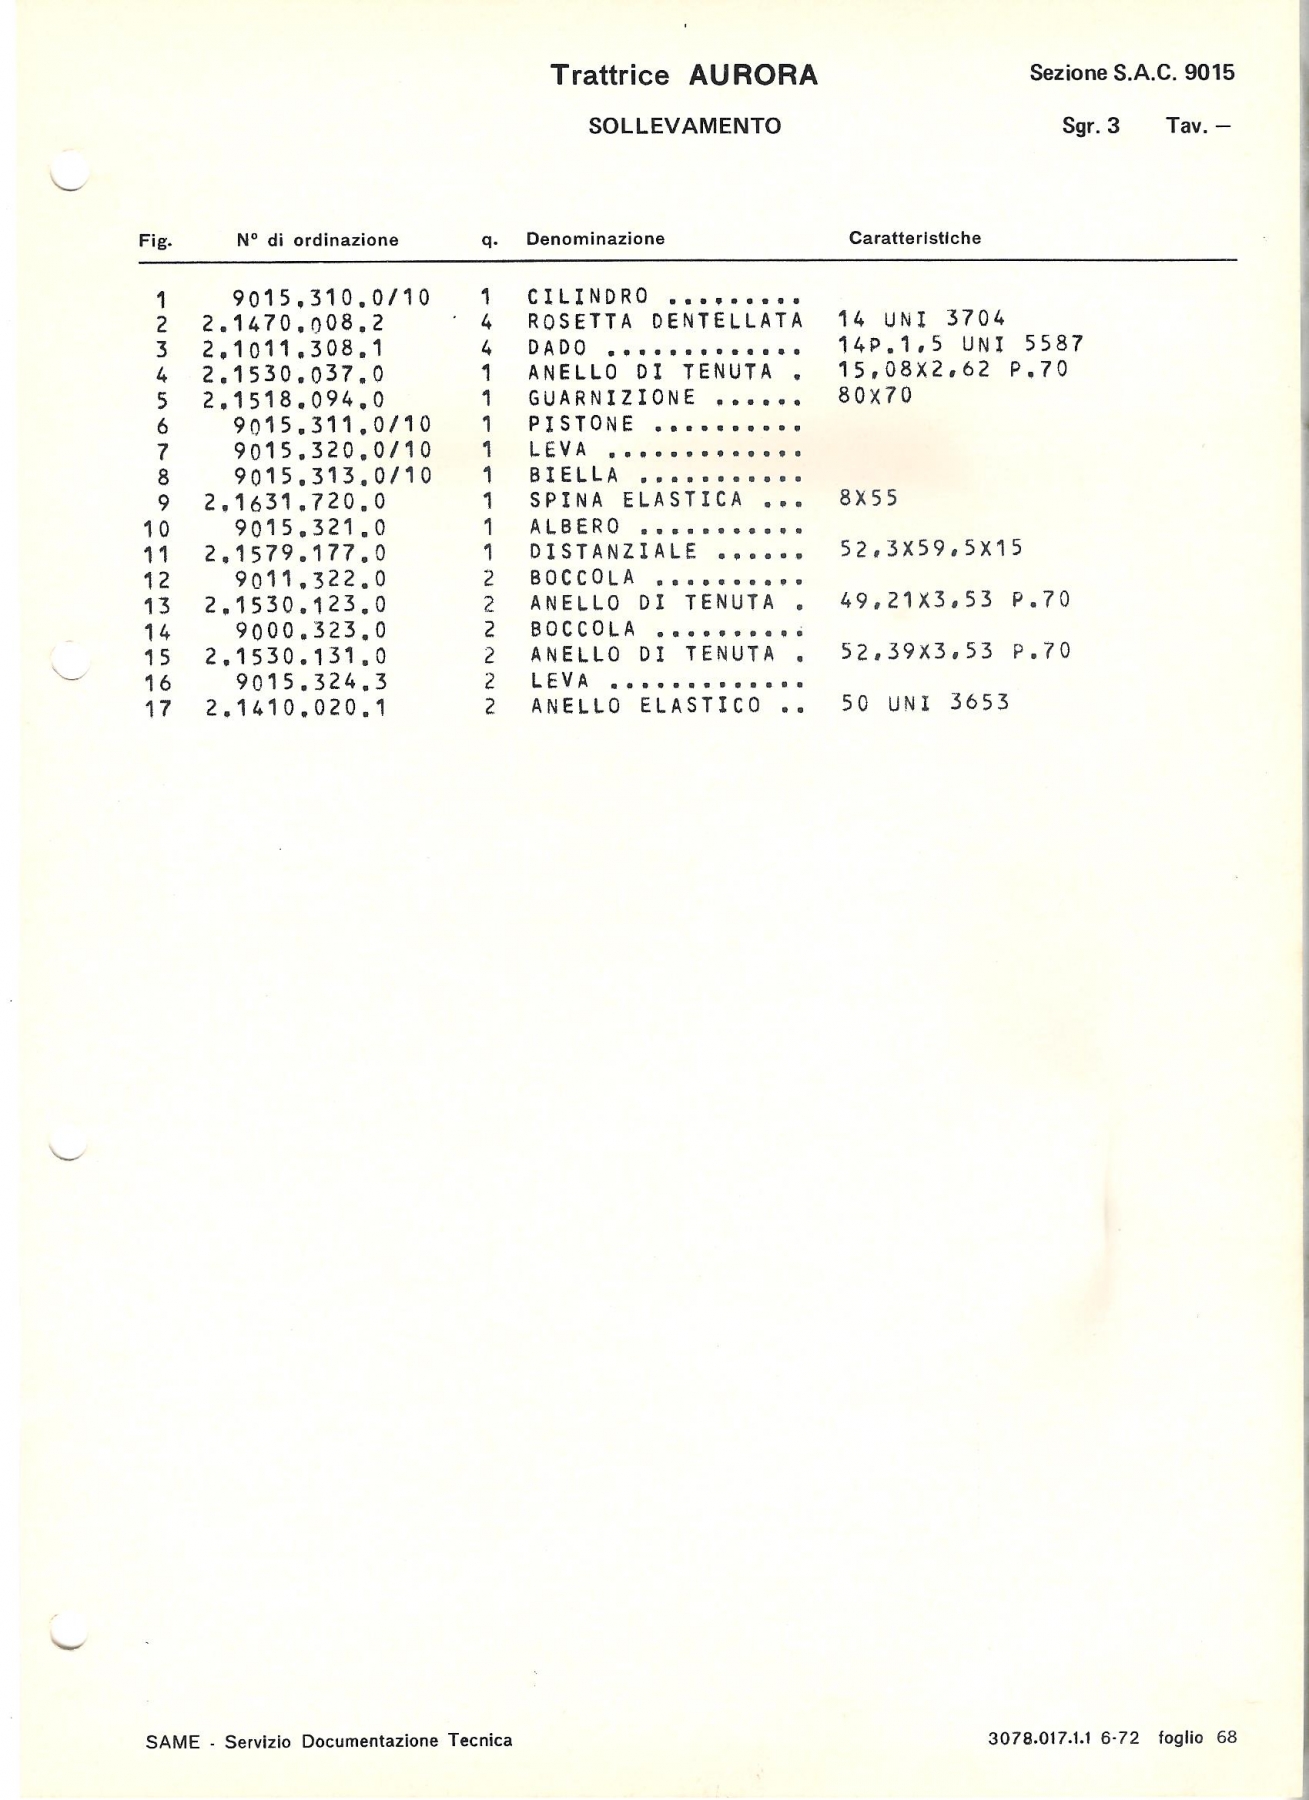 Trattrice AURORA Sezione S.A.C. 9015
SOLLEVAMENTO Sgr. 3 Tav. —
Fig. N° di ordinazione q. Denominazione Caratteristiche
1 9015.310.0/10 1 CILINDRO .........
2 2.1470.008.2 4 ROSETTA DENTELLATA 14 UNI 3704
3 2.1011.308.1 4 DADO ............. 14P.1,5 UNI 5587
4 2.1530.037.0 1 ANELLO DI TENUTA . 15,08X2,62 P.70
5 2.1518.094.0 1 GUARNIZIONE ...... 80X70
6 9015.311.0/10 1 PISTONE ..........
7 9015.320.0/10 1 LEVA .............
8 9015.313.0/10 1 BIELLA ...........
9 2.1631.720.0 1 SPINA ELASTICA ... 8X55
10 9015.321.0 1 ALBERO ...........
11 2.1579.177.0 1 DISTANZIALE ...... 52,3X59,5X15
12 9011.322.0 2 BOCCOLA ..........
13 2.1530.123.0 2 ANELLO DI TENUTA . 49,21X3,53 P.70
14 9000.323.0 2 BOCCOLA ..........
15 2.1530.131.0 2 ANELLO DI TENUTA . 52,39X3,53 P.70
16 9015.324.3 2 LEVA .............
17 2.1410.020.1 2 ANELLO ELASTICO .. 50 UNI 3653
SAME - Servizio Documentazione Tecnica 3078.017.1.1 6-72 foglio 68